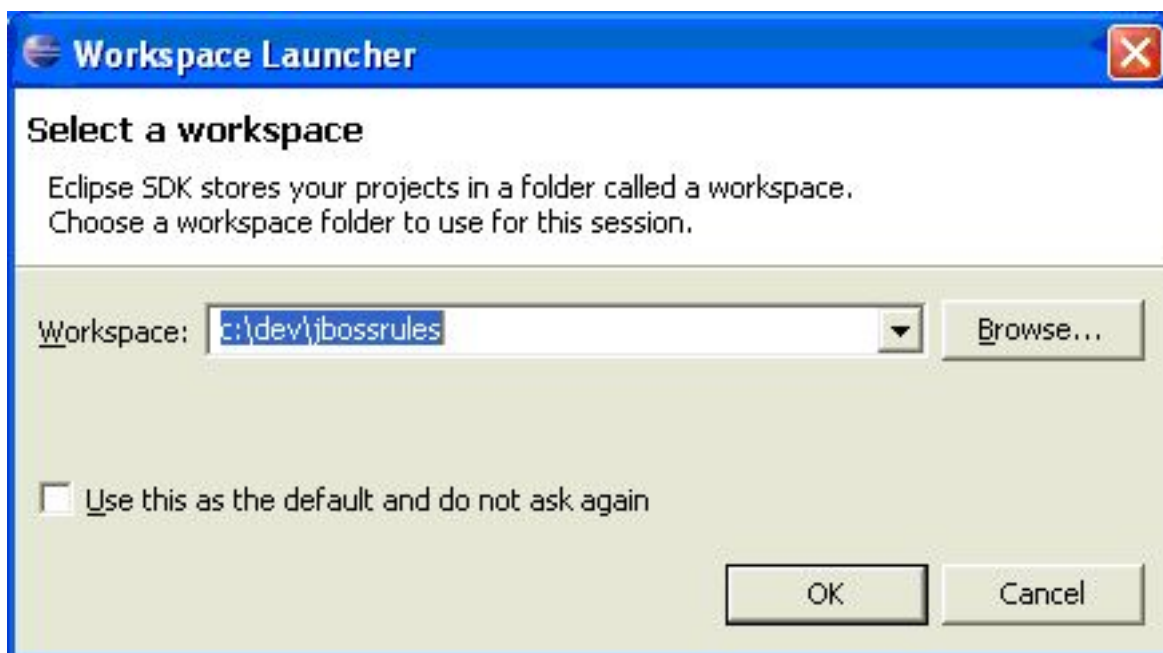 Workspace Launcher
Select a workspace
Eclipse SDK stores your projects in a folder called a workspace.
Choose a workspace folder to use for this session.
Workspace: c:\dev\jbossrules Browse...
Use this as the default and do not ask again
OK Cancel